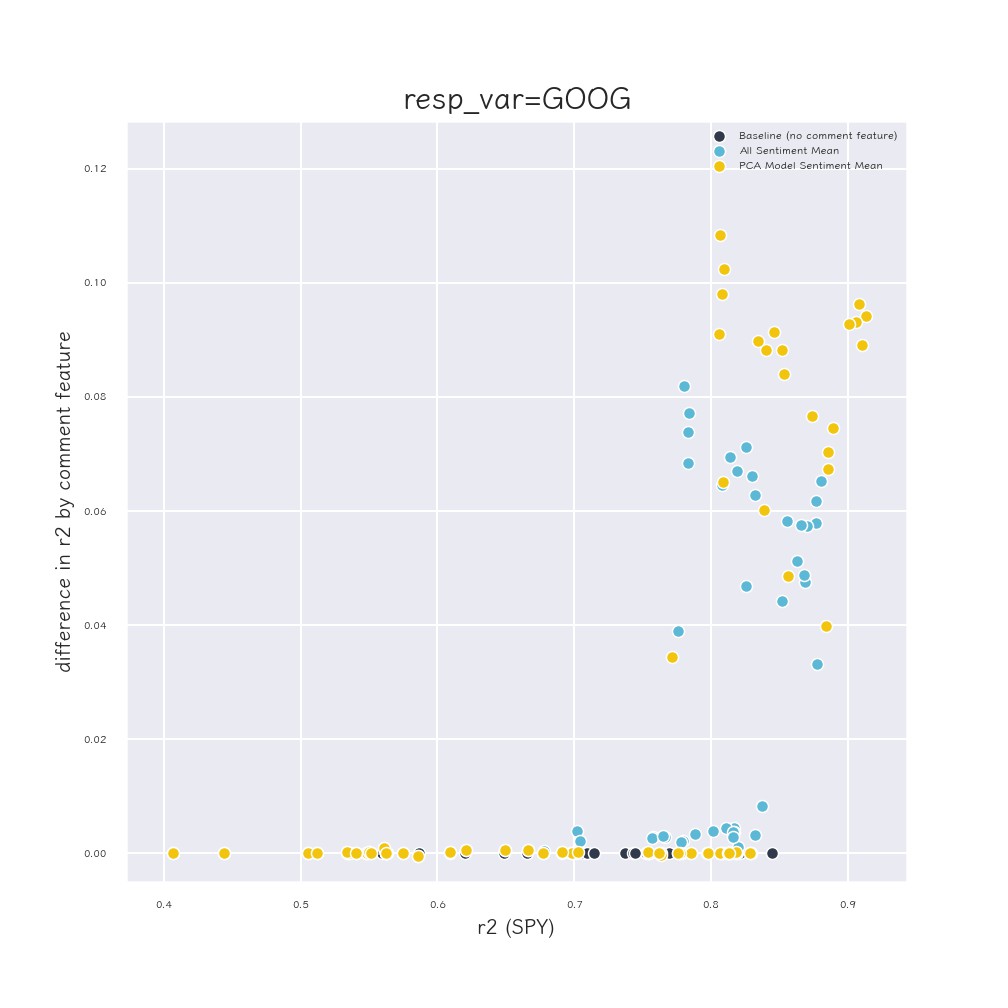 resp_var=GOOG
Baseline (no comment feature)
All Sentiment Mean
PCA Model Sentiment Mean
difference in r2 by comment feature
0.12
0.10
0.08
0.06
0.04
0.02
0.00
0.4 0.5 0.6 0.7 0.8 0.9
r2 (SPY)